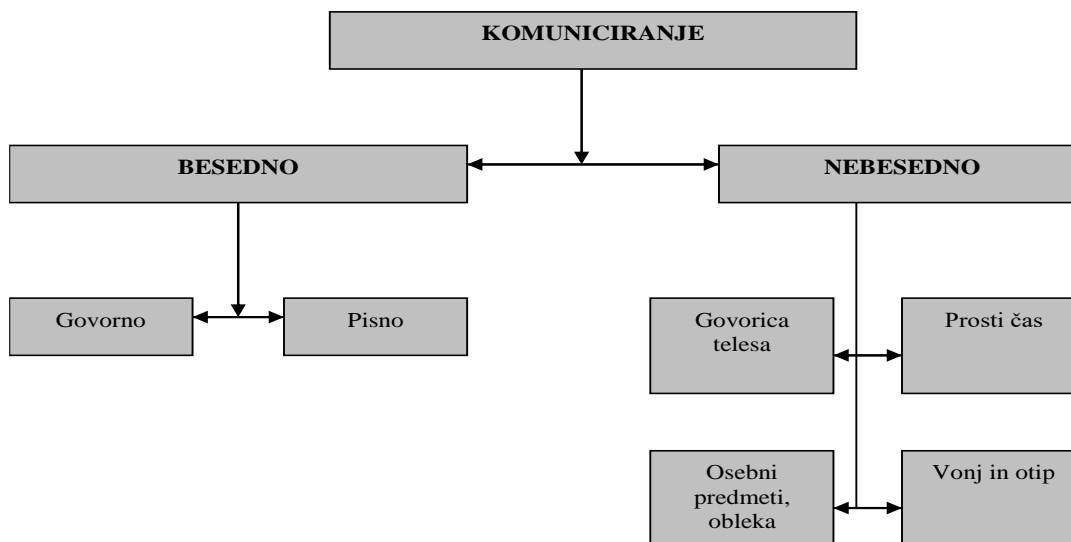 KOMUNICIRANJE
BESEDNO
NEBESEDNO
Govorno
Pisno
Govorica
telesa
Prosti čas
Osebni
predmeti,
obleka
Vonj in otip